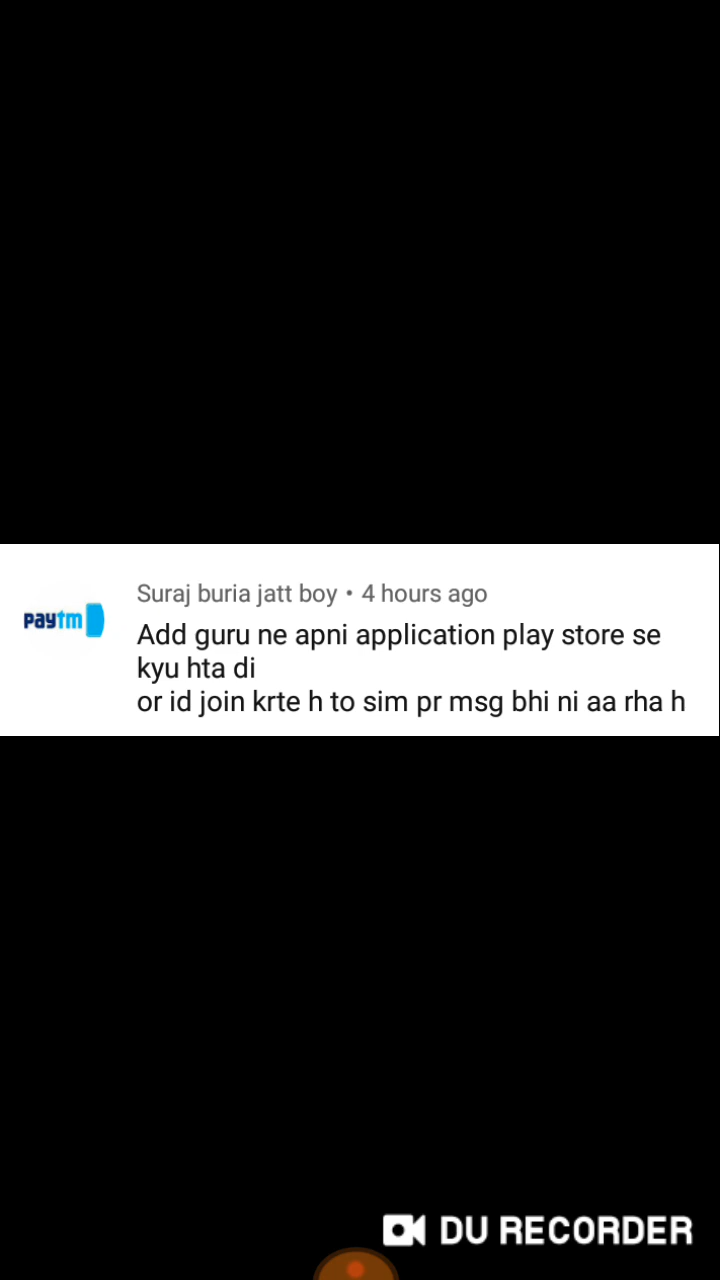 Suraj buria jatt boy • 4 hours ago
paytm
Add guru ne apni application play store se
kyu hta di
or id join krte h to sim pr msg bhi ni aa rha h
DU RECORDER